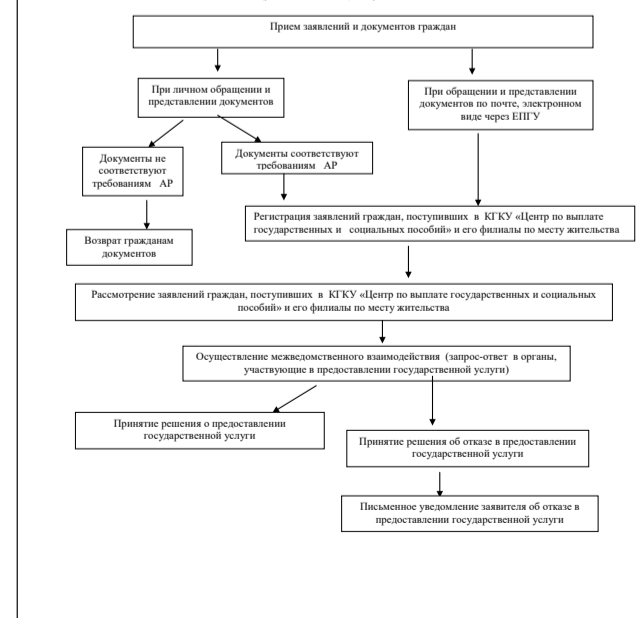 Прием заявлений и документов граждан
При личном обращении и
представлении документов
При обращении и представлении
документов по почте, электронном
виде через ЕПГУ
Документы не
соответствуют
требованиям АР
Документы соответствуют
требованиям АР
Возврат гражданам
документов
Регистрация заявлений граждан, поступивших в КГКУ «Центр по выплате
государственных и социальных пособий» и его филиалы по месту жительства
Рассмотрение заявлений граждан, поступивших в КГКУ «Центр по выплате государственных и социальных
пособий» и его филиалы по месту жительства
Осуществление межведомственного взаимодействия (запрос-ответ в органы,
участвующие в предоставлении государственной услуги)
Принятие решения о предоставлении
государственной услуги
Принятие решения об отказе в предоставлении
государственной услуги
Письменное уведомление заявителя об отказе в
предоставлении государственной услуги